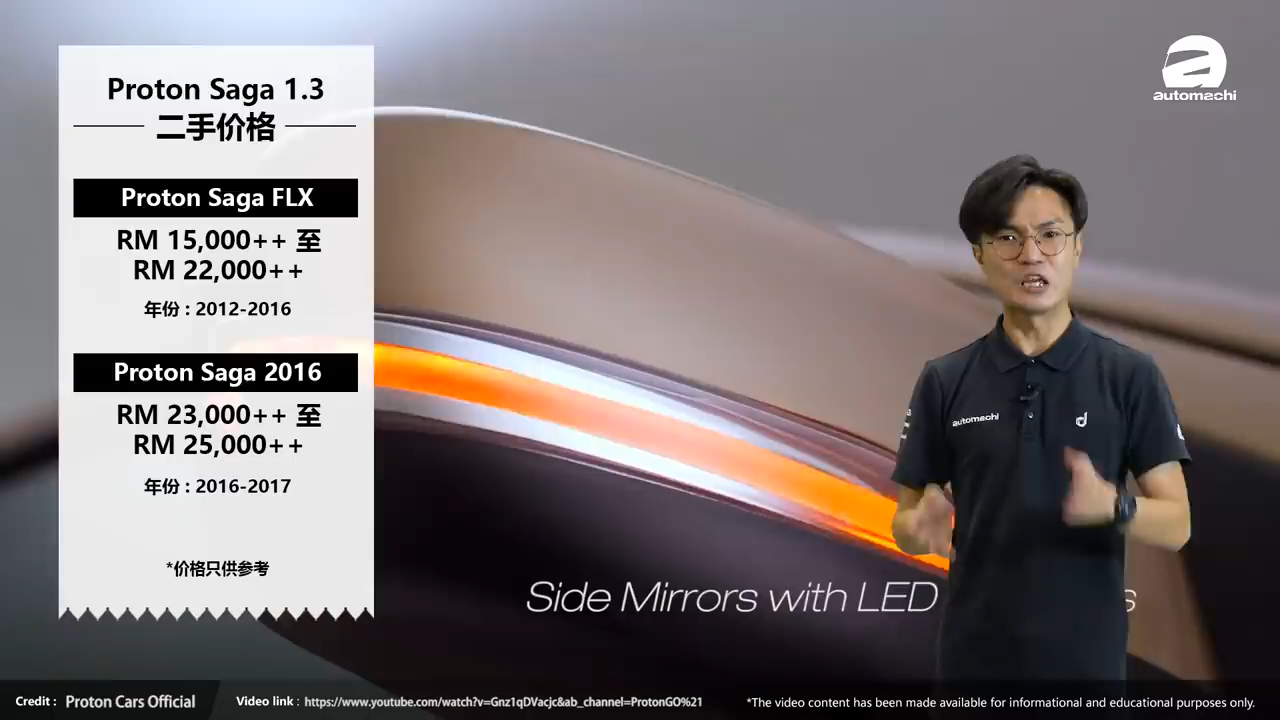 Proton Saga 1.3
二手价格
Proton Saga FLX
RM 15,000++ 至
RM 22,000++
年份 : 2012-2016
Proton Saga 2016
RM 23,000++ 至
RM 25,000++
年份 : 2016-2017
*价格只供参考
automachi
automachi
Side Mirrors with LED
Credit : Proton Cars Official
Video link : https://www.youtube.com/watch?v=Gnz1qDVacjc&ab_channel=ProtonGO%21
*The video content has been made available for informational and educational purposes only.